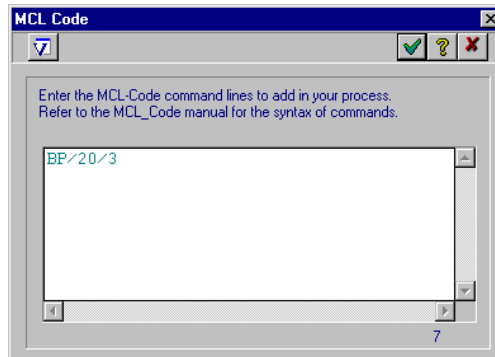 MCL Code
Enter the MCL-Code command lines to add in your process.
Refer to the MCL_Code manual for the syntax of commands.
BP/20/3
7